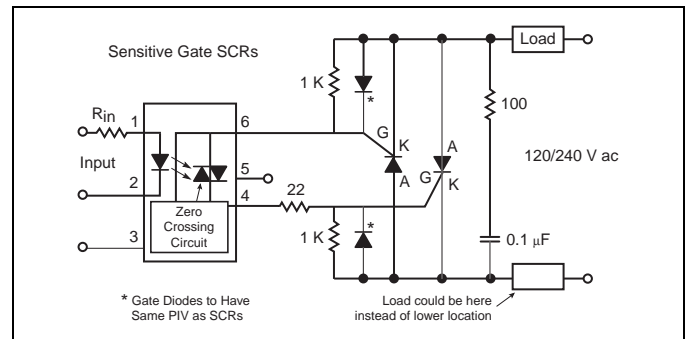 Sensitive Gate SCRs
Load
1 K
*
100
Rin
1
6
G
K
A
Input
2
5
A
G
K
120/240 V ac
4
22
Zero
Crossing
Circuit
3
1 K
*
0.1 μF
* Gate Diodes to Have
Same PIV as SCRs
Load could be here
instead of lower location